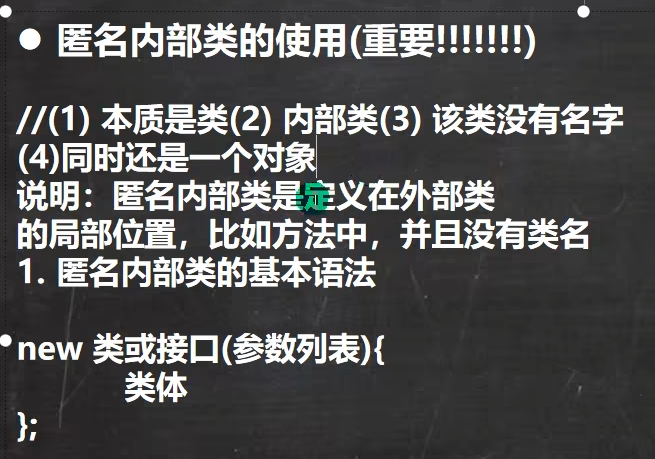 ● 匿名内部类的使用(重要!!!!!!!)
//(1) 本质是类(2) 内部类(3) 该类没有名字
(4)同时还是一个对象
说明：匿名内部类是定义在外部类
的局部位置，比如方法中，并且没有类名
1. 匿名内部类的基本语法
new 类或接口(参数列表){
类体
};